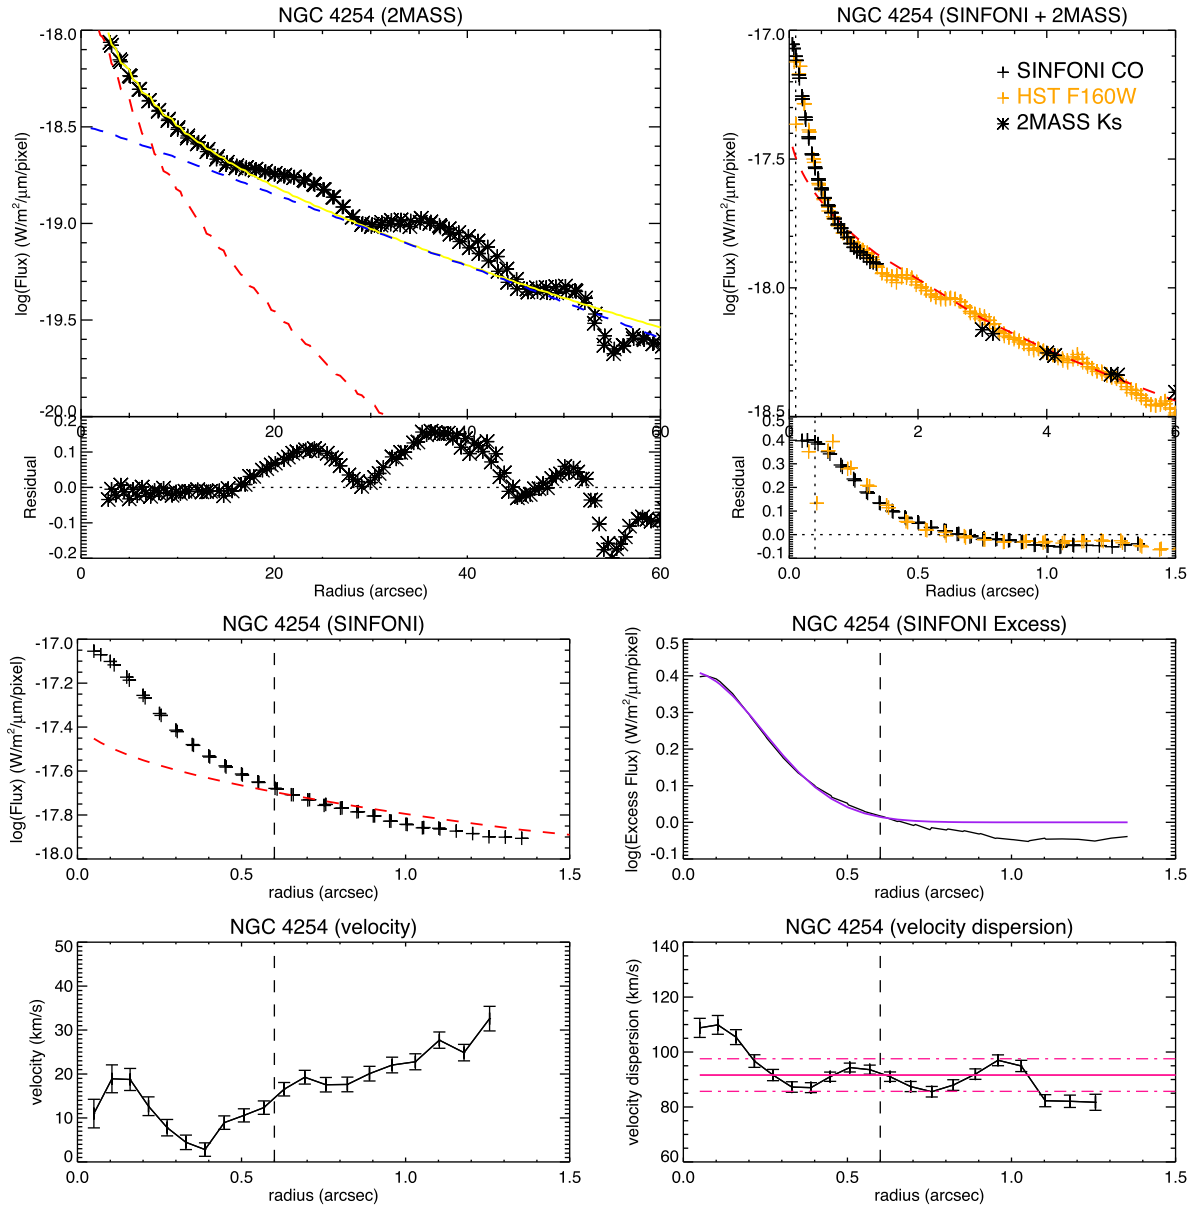 NGC 4254 (2MASS)
-18.0
-18.5
-19.0
-19.5
-20.0
log(Flux) (W/m²/μm/pixel)
0 20 40 60
0.2
0.1
0.0
-0.1
-0.2
Residual
0 20 40 60
Radius (arcsec)
NGC 4254 (SINFONI + 2MASS)
-17.0
-17.5
-18.0
-18.5
log(Flux) (W/m²/μm/pixel)
SINFONI CO
HST F160W
2MASS Ks
0 2 4 6
0.5
0.4
0.3
0.2
0.1
0.0
-0.1
Residual
0.0 0.5 1.0 1.5
Radius (arcsec)
NGC 4254 (SINFONI)
-17.0
-17.2
-17.4
-17.6
-17.8
-18.0
log(Flux) (W/m²/μm/pixel)
0.0 0.5 1.0 1.5
radius (arcsec)
NGC 4254 (SINFONI Excess)
0.5
0.4
0.3
0.2
0.1
0.0
-0.1
log(Excess Flux) (W/m²/μm/pixel)
0.0 0.5 1.0 1.5
radius (arcsec)
NGC 4254 (velocity)
50
40
30
20
10
0
velocity (km/s)
0.0 0.5 1.0 1.5
radius (arcsec)
NGC 4254 (velocity dispersion)
140
120
100
80
60
velocity dispersion (km/s)
0.0 0.5 1.0 1.5
radius (arcsec)